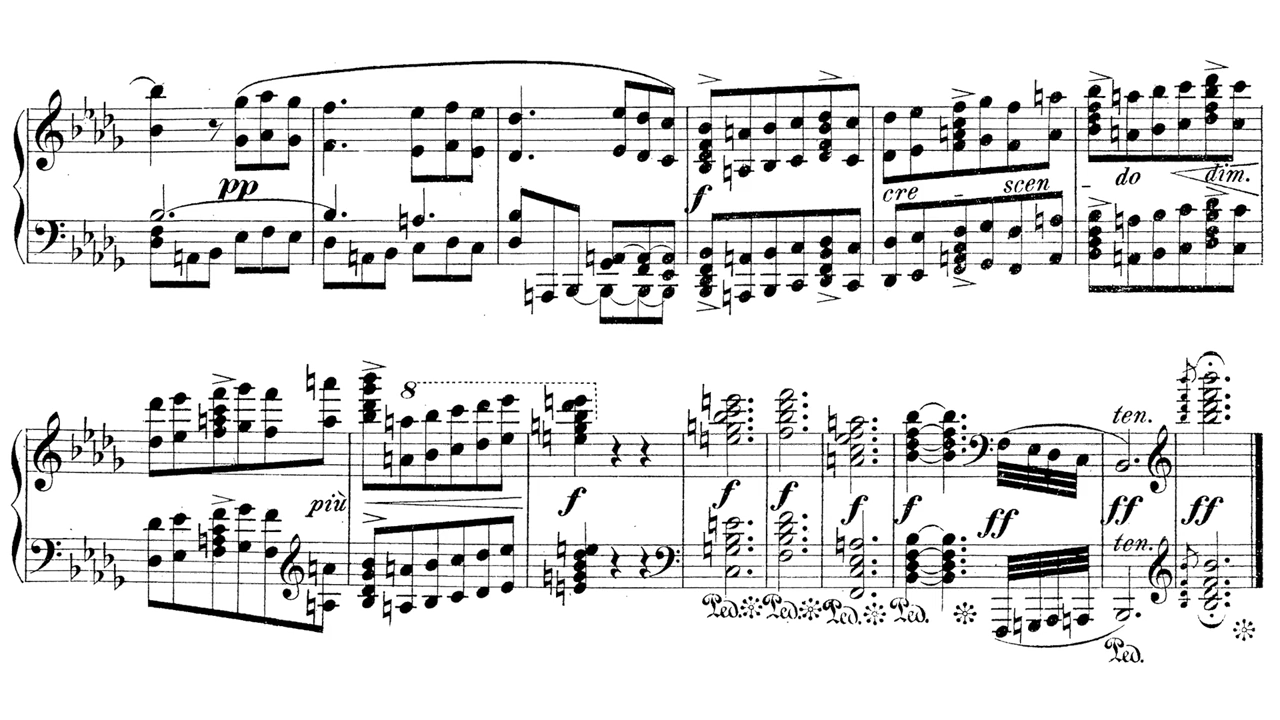 pp
f
cre - scen - do dim.
8
più f f f f f ff ff ff
ten.
ten.
Ped. Ped. Ped. Ped. Ped.